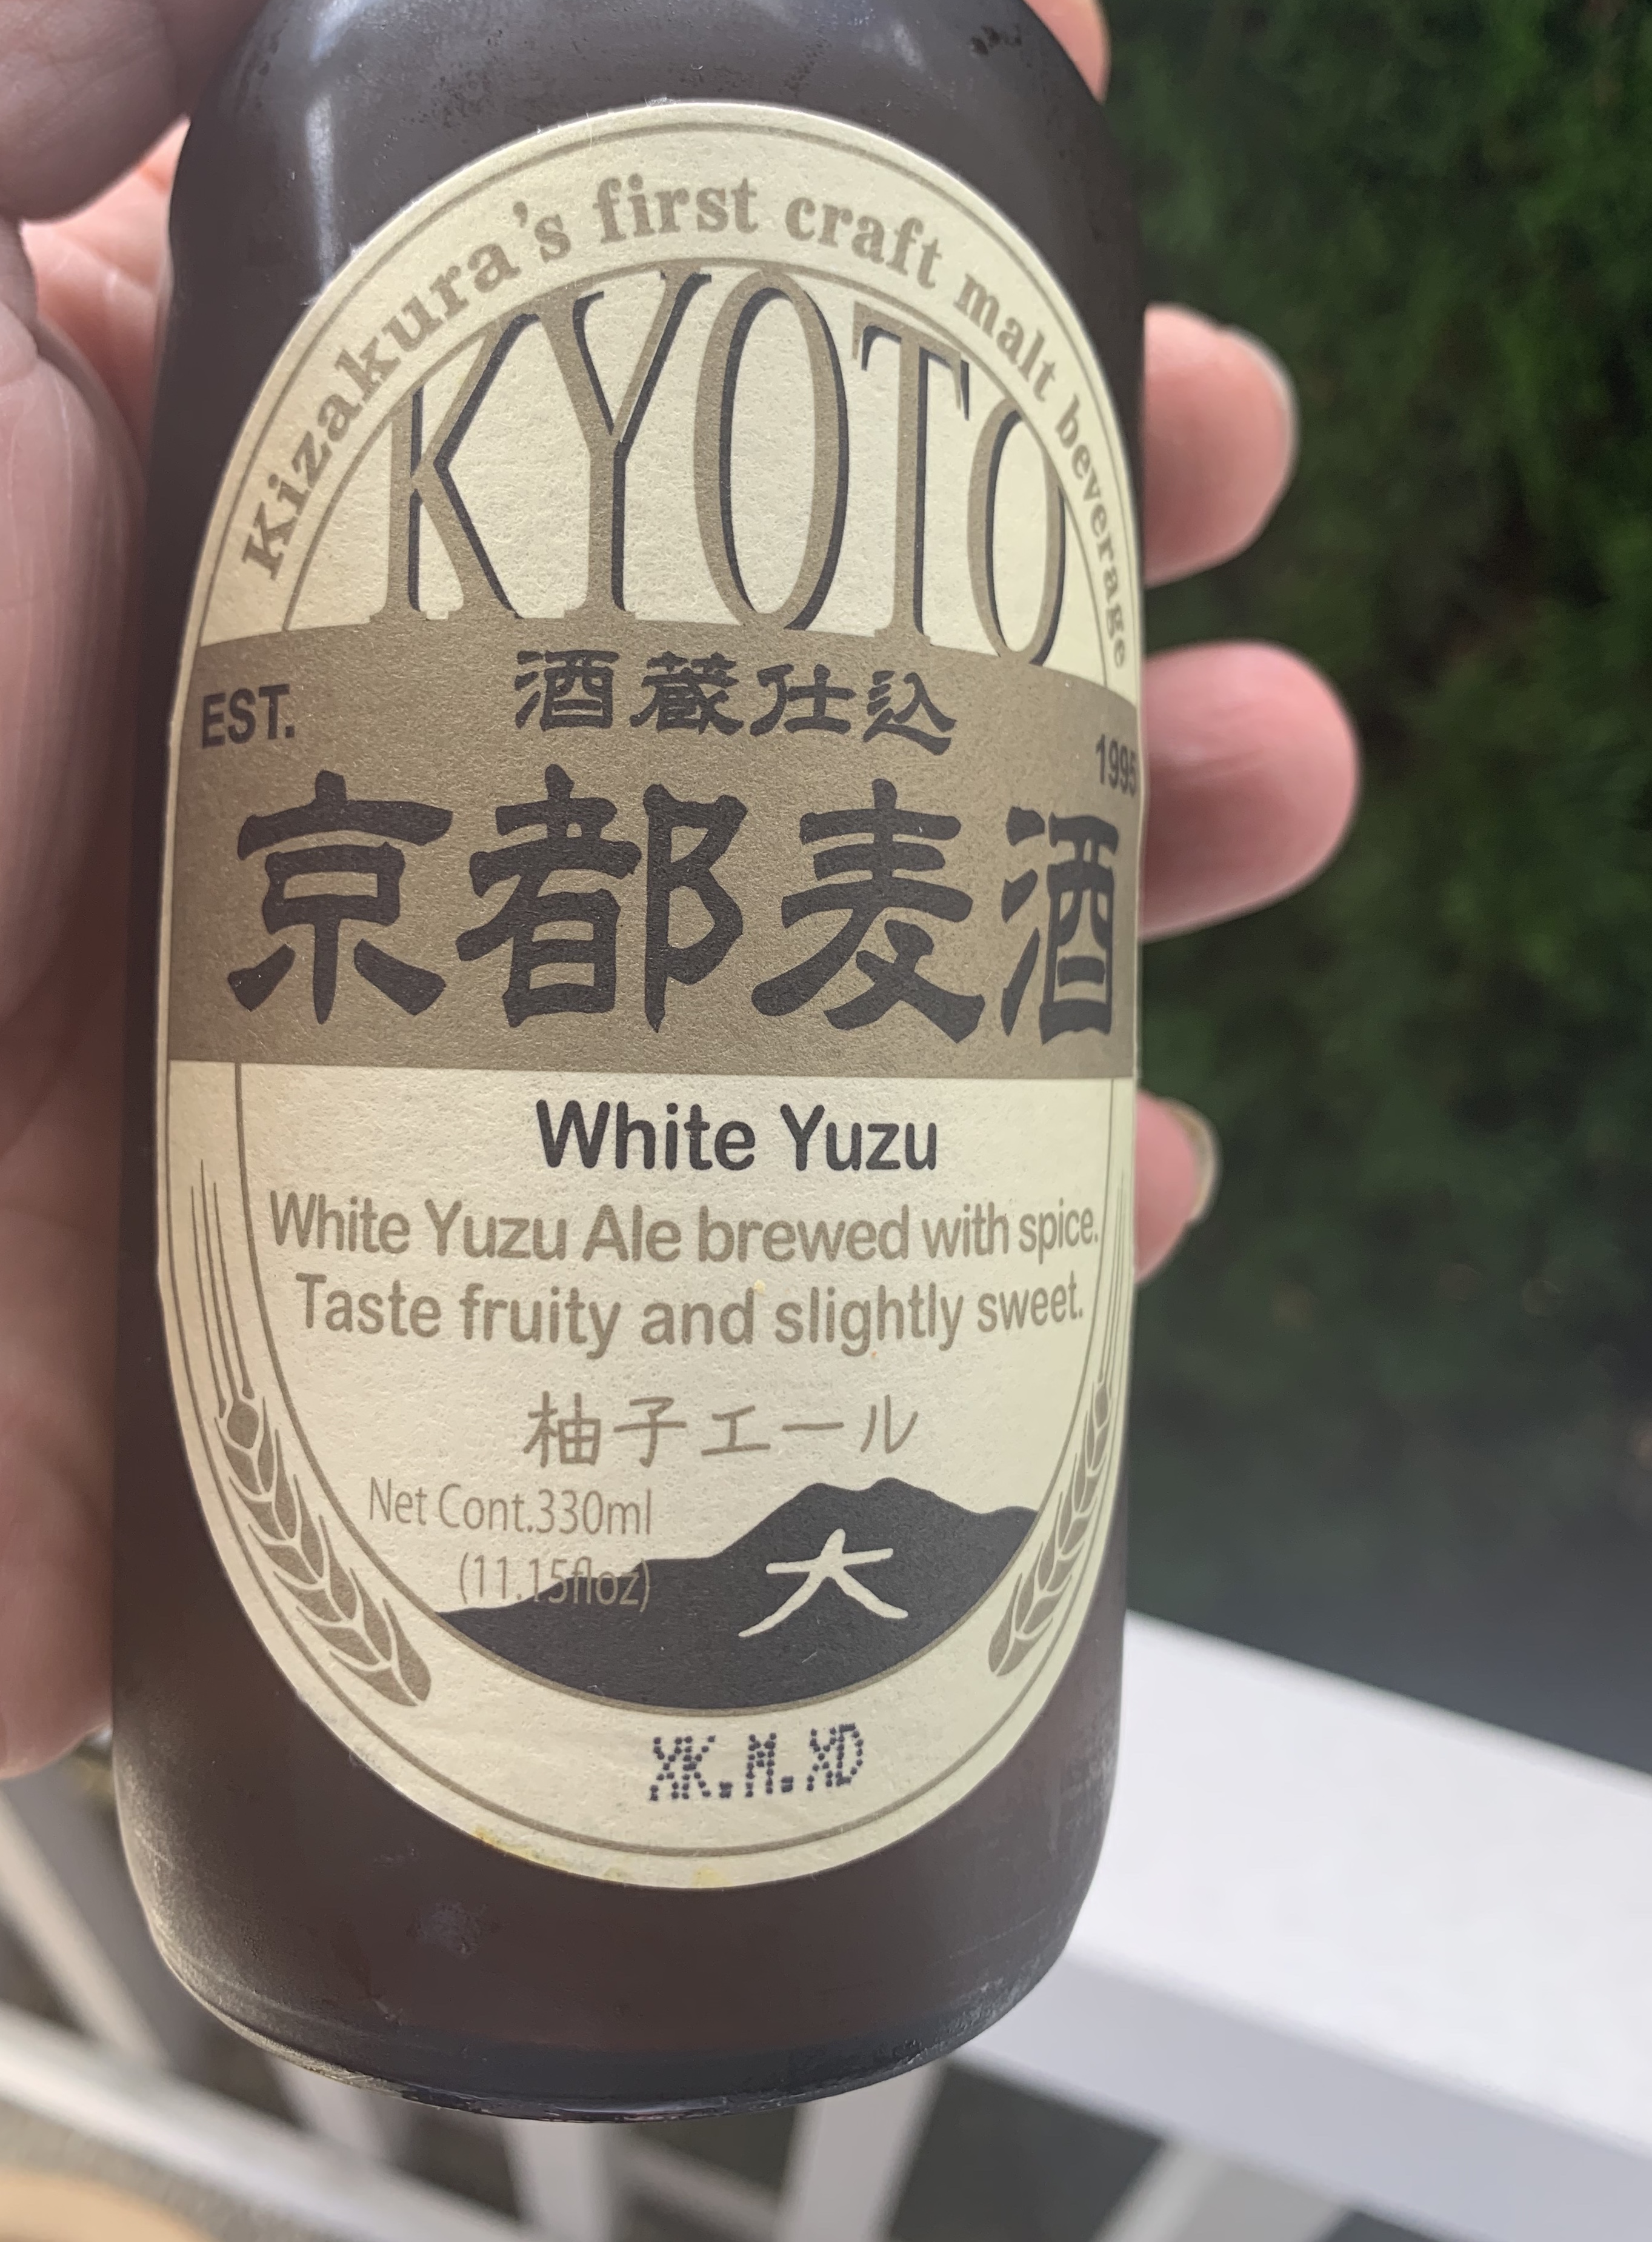 Kizakura's first craft malt beverage
KYOTO
酒蔵仕込
EST. 1995
京都麦酒
White Yuzu
White Yuzu Ale brewed with spice.
Taste fruity and slightly sweet.
柚子エール
Net Cont.330ml
(11.15floz)
大